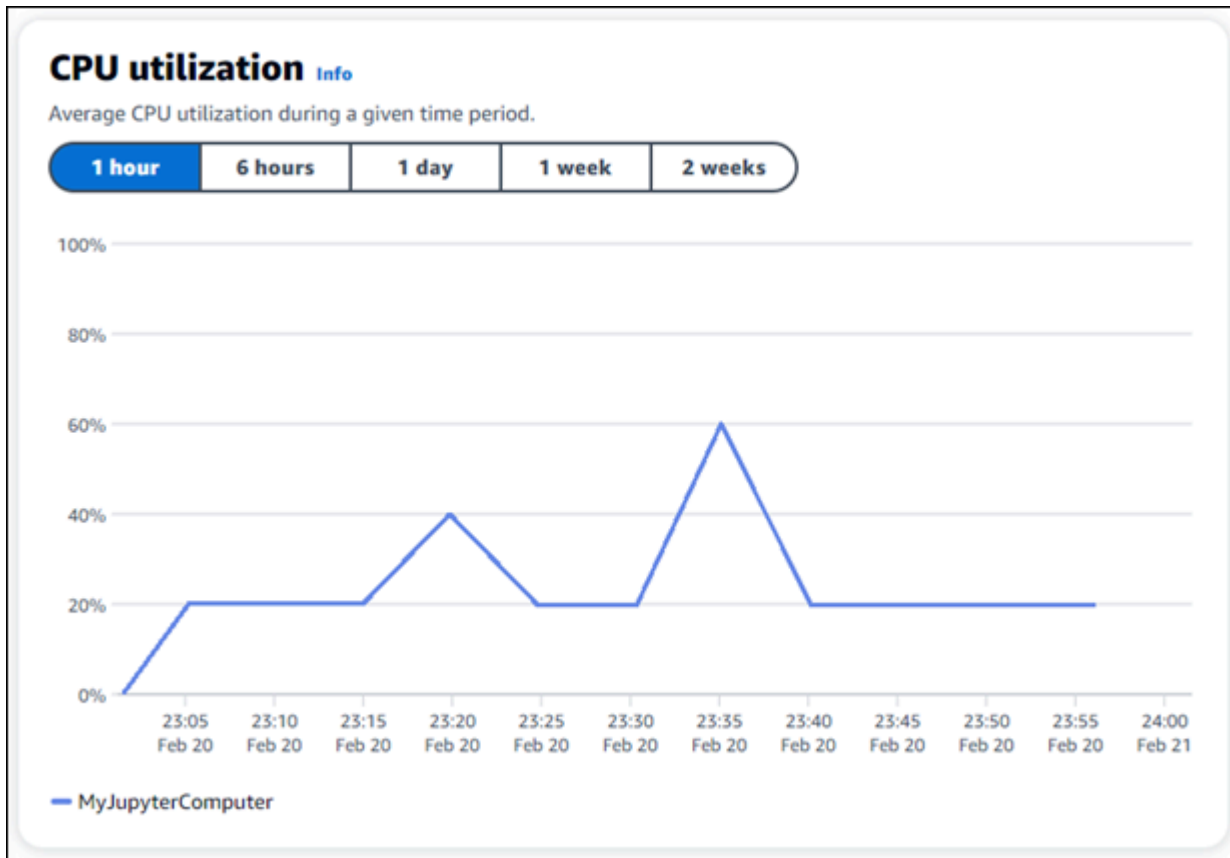 CPU utilization Info
Average CPU utilization during a given time period.
1 hour 6 hours 1 day 1 week 2 weeks
100%
80%
60%
40%
20%
0%
23:05 23:10 23:15 23:20 23:25 23:30 23:35 23:40 23:45 23:50 23:55 24:00
Feb 20 Feb 20 Feb 20 Feb 20 Feb 20 Feb 20 Feb 20 Feb 20 Feb 20 Feb 20 Feb 20 Feb 21
MyJupyterComputer